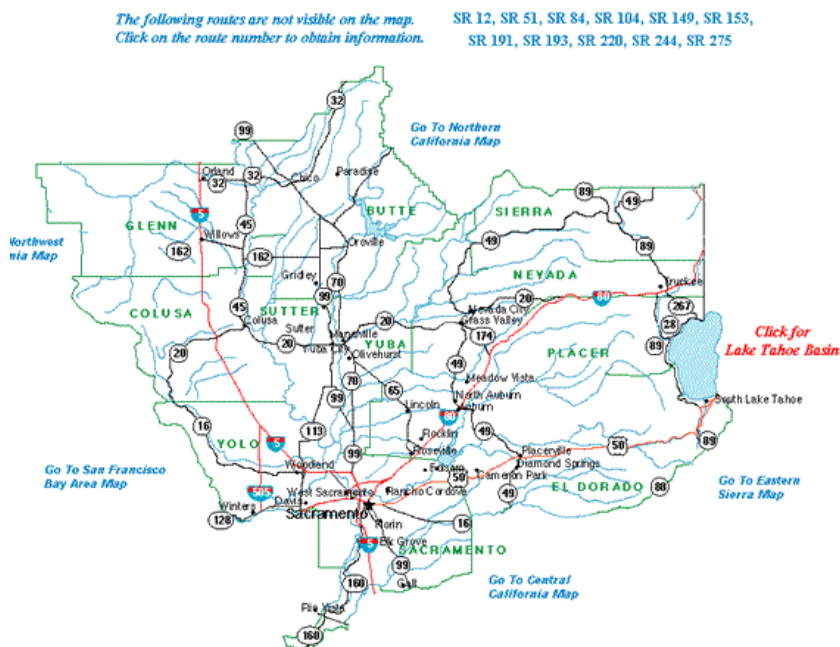 The following routes are not visible on the map.
Click on the route number to obtain information.
SR 12, SR 51, SR 84, SR 104, SR 149, SR 153,
SR 191, SR 193, SR 220, SR 244, SR 275
32
99
Go To Northern
California Map
Orland
32
32
Chico
Paradise
89
49
GLENN
5
45
BUTTE
SIERRA
Northwest
nia Map
Willows
162
162
Oroville
49
89
Gridley
70
NEVADA
Truckee
COLUSA
45
SUTTER
99
20
80
267
Colusa
Sutter
Nevada City
Grass Valley
28
Click for
Lake Tahoe Basin
20
20
Marysville
Yuba City
Olivehurst
YUBA
20
174
PLACER
89
70
49
Meadow Vista
65
99
North Auburn
Auburn
Lincoln
80
South Lake Tahoe
16
YOLO
5
113
Rocklin
49
Placerville
50
89
99
Roseville
Diamond Springs
Go To San Francisco
Bay Area Map
Woodland
Folsom
50
Cameron Park
EL DORADO
88
Go To Eastern
Sierra Map
505
West Sacramento
Rancho Cordova
49
Winters
Davis
Sacramento
128
16
Florin
5
Elk Grove
SACRAMENTO
99
160
Galt
Go To Central
California Map
Rio Vista
160